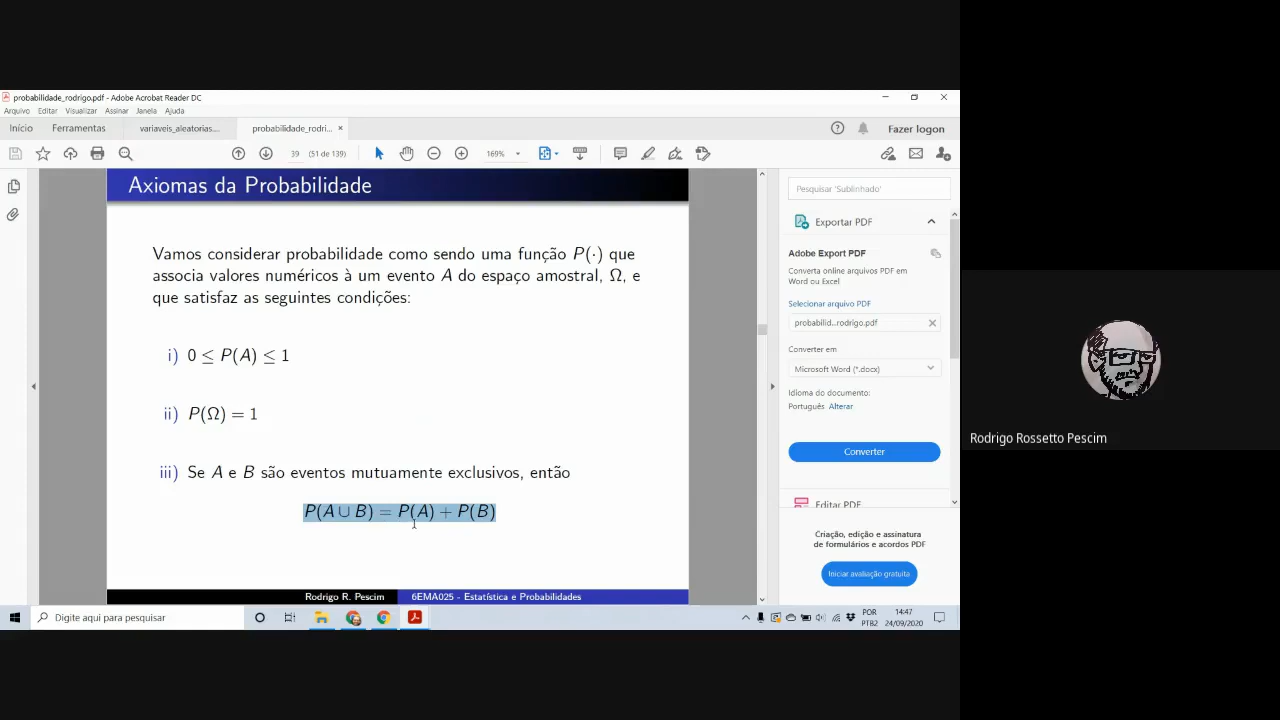 probabilidade_rodrigo.pdf - Adobe Acrobat Reader DC
Arquivo Editar Visualizar Assinar Janela Ajuda
Início Ferramentas variaveis_aleatorias... probabilidade_rodri... × Fazer logon
39 (51 de 139) 169%
Axiomas da Probabilidade
Vamos considerar probabilidade como sendo uma função P(·) que
associa valores numéricos à um evento A do espaço amostral, Ω, e
que satisfaz as seguintes condições:
i) 0 ≤ P(A) ≤ 1
ii) P(Ω) = 1
iii) Se A e B são eventos mutuamente exclusivos, então
P(A ∪ B) = P(A) + P(B)
Rodrigo R. Pescim 6EMA025 - Estatística e Probabilidades
Pesquisar 'Sublinhado'
Exportar PDF
Adobe Export PDF
Converta online arquivos PDF em
Word ou Excel
Selecionar arquivo PDF
probabilid...rodrigo.pdf
Converter em
Microsoft Word (*.docx)
Idioma do documento:
Português Alterar
Converter
Editar PDF
Criação, edição e assinatura
de formulários e acordos PDF
Iniciar avaliação gratuita
Digite aqui para pesquisar
POR
PTB2
14:47
24/09/2020
Rodrigo Rossetto Pescim